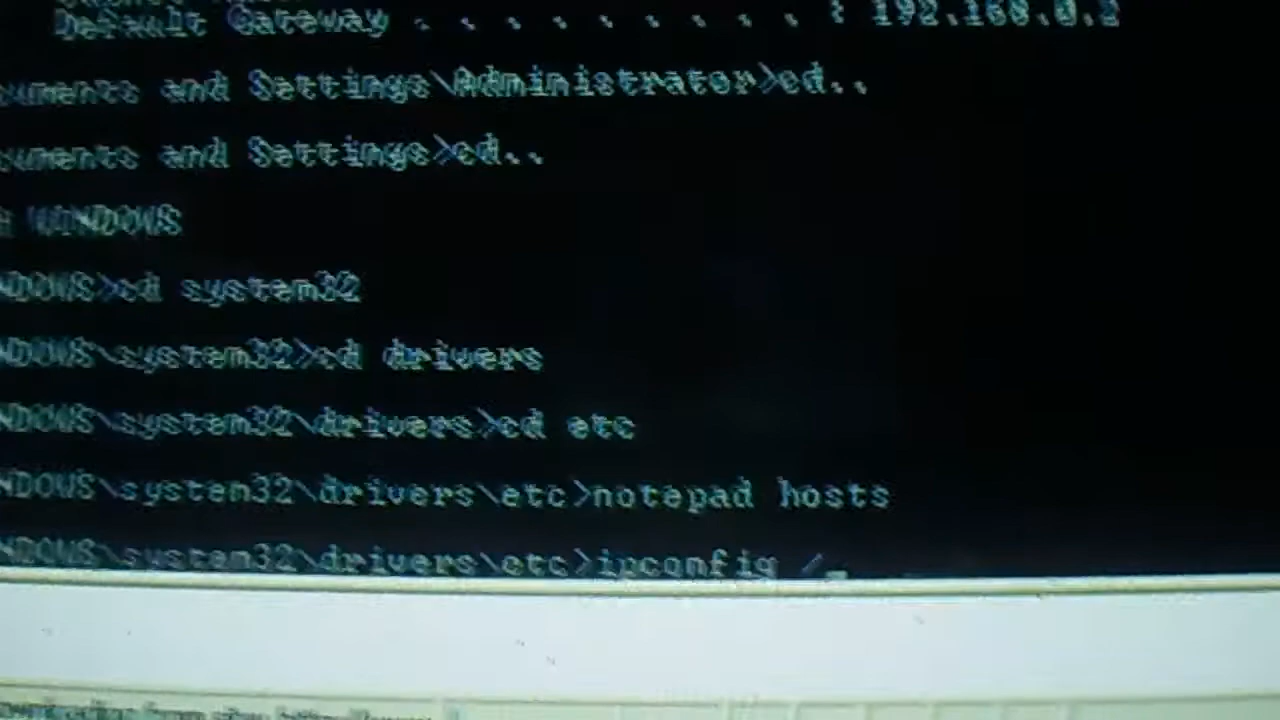 Default Gateway . . . . . . . . . : 192.168.0.2
uments and Settings\Administrator>cd..
uments and Settings>cd..
WINDOWS
NDOWS>cd system32
NDOWS\system32>cd drivers
NDOWS\system32\drivers>cd etc
NDOWS\system32\drivers\etc>notepad hosts
NDOWS\system32\drivers\etc>ipconfig /_